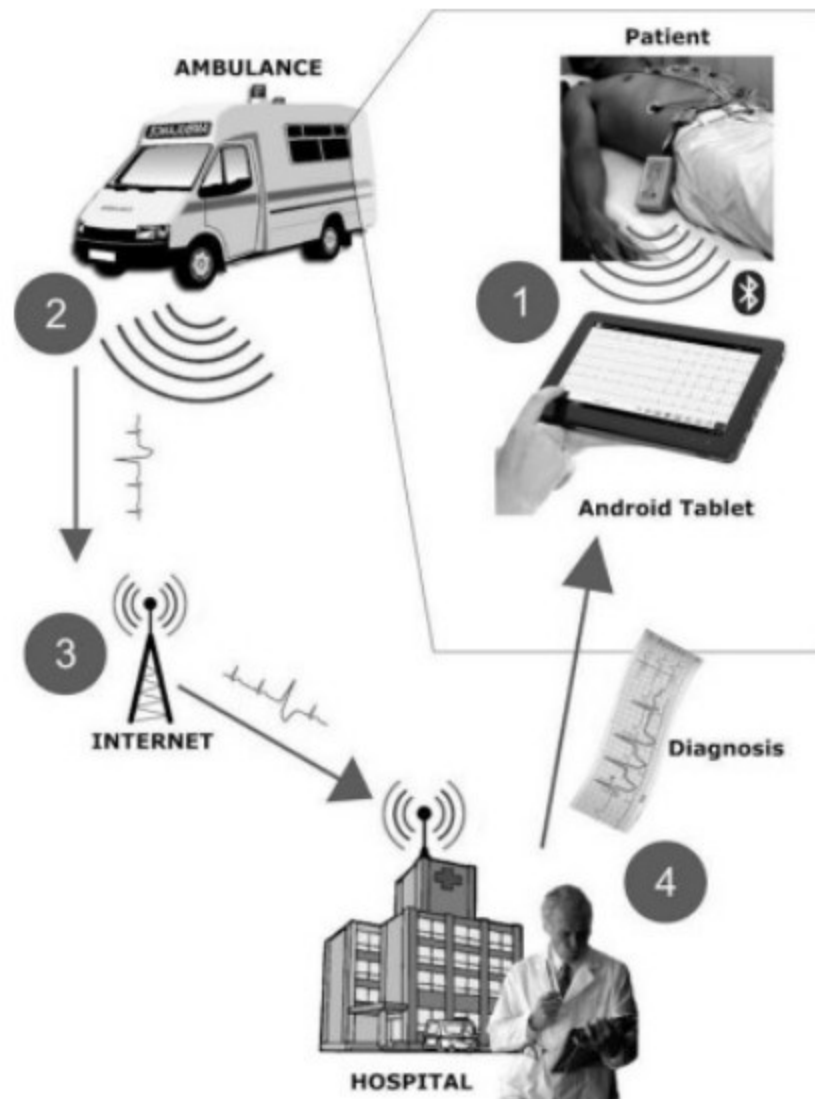 Patient
AMBULANCE
1
2
Android Tablet
3
INTERNET
Diagnosis
4
HOSPITAL